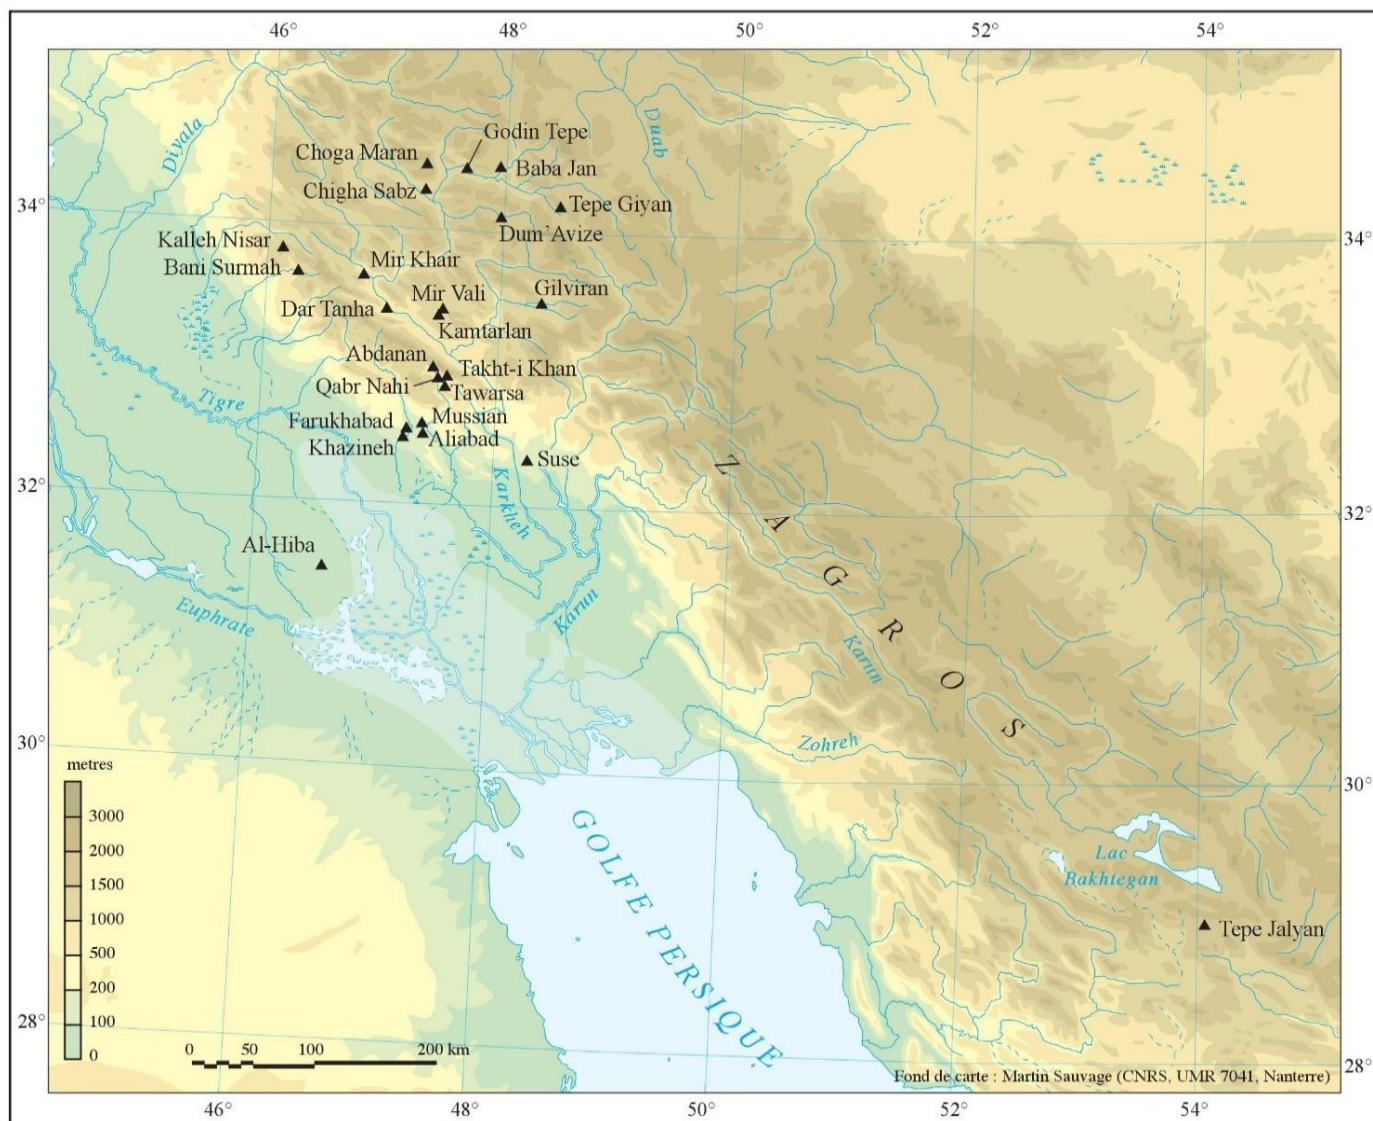 46°
48°
50°
52°
54°
Diyala
Duab
Godin Tepe
Choga Maran
Baba Jan
Chigha Sabz
34°
Tepe Giyan
Dum'Avize
34°
Kalleh Nisar
Bani Surmah
Mir Khair
Gilviran
Mir Vali
Dar Tanha
Kamtarlan
Abdanan
Takht-i Khan
Qabr Nahi
Tawarsa
Tigre
Mussian
Farukhabad
Aliabad
Khazineh
Suse
ZAGROS
32°
Karkheh
32°
Al-Hiba
Euphrate
Karun
Karun
30°
Zohreh
metres
30°
3000
2000
1500
1000
500
200
100
0
GOLFE PERSIQUE
Lac
Bakhtegan
Tepe Jalyan
28°
0 50 100 200 km
28°
Fond de carte : Martin Sauvage (CNRS, UMR 7041, Nanterre)
46°
48°
50°
52°
54°